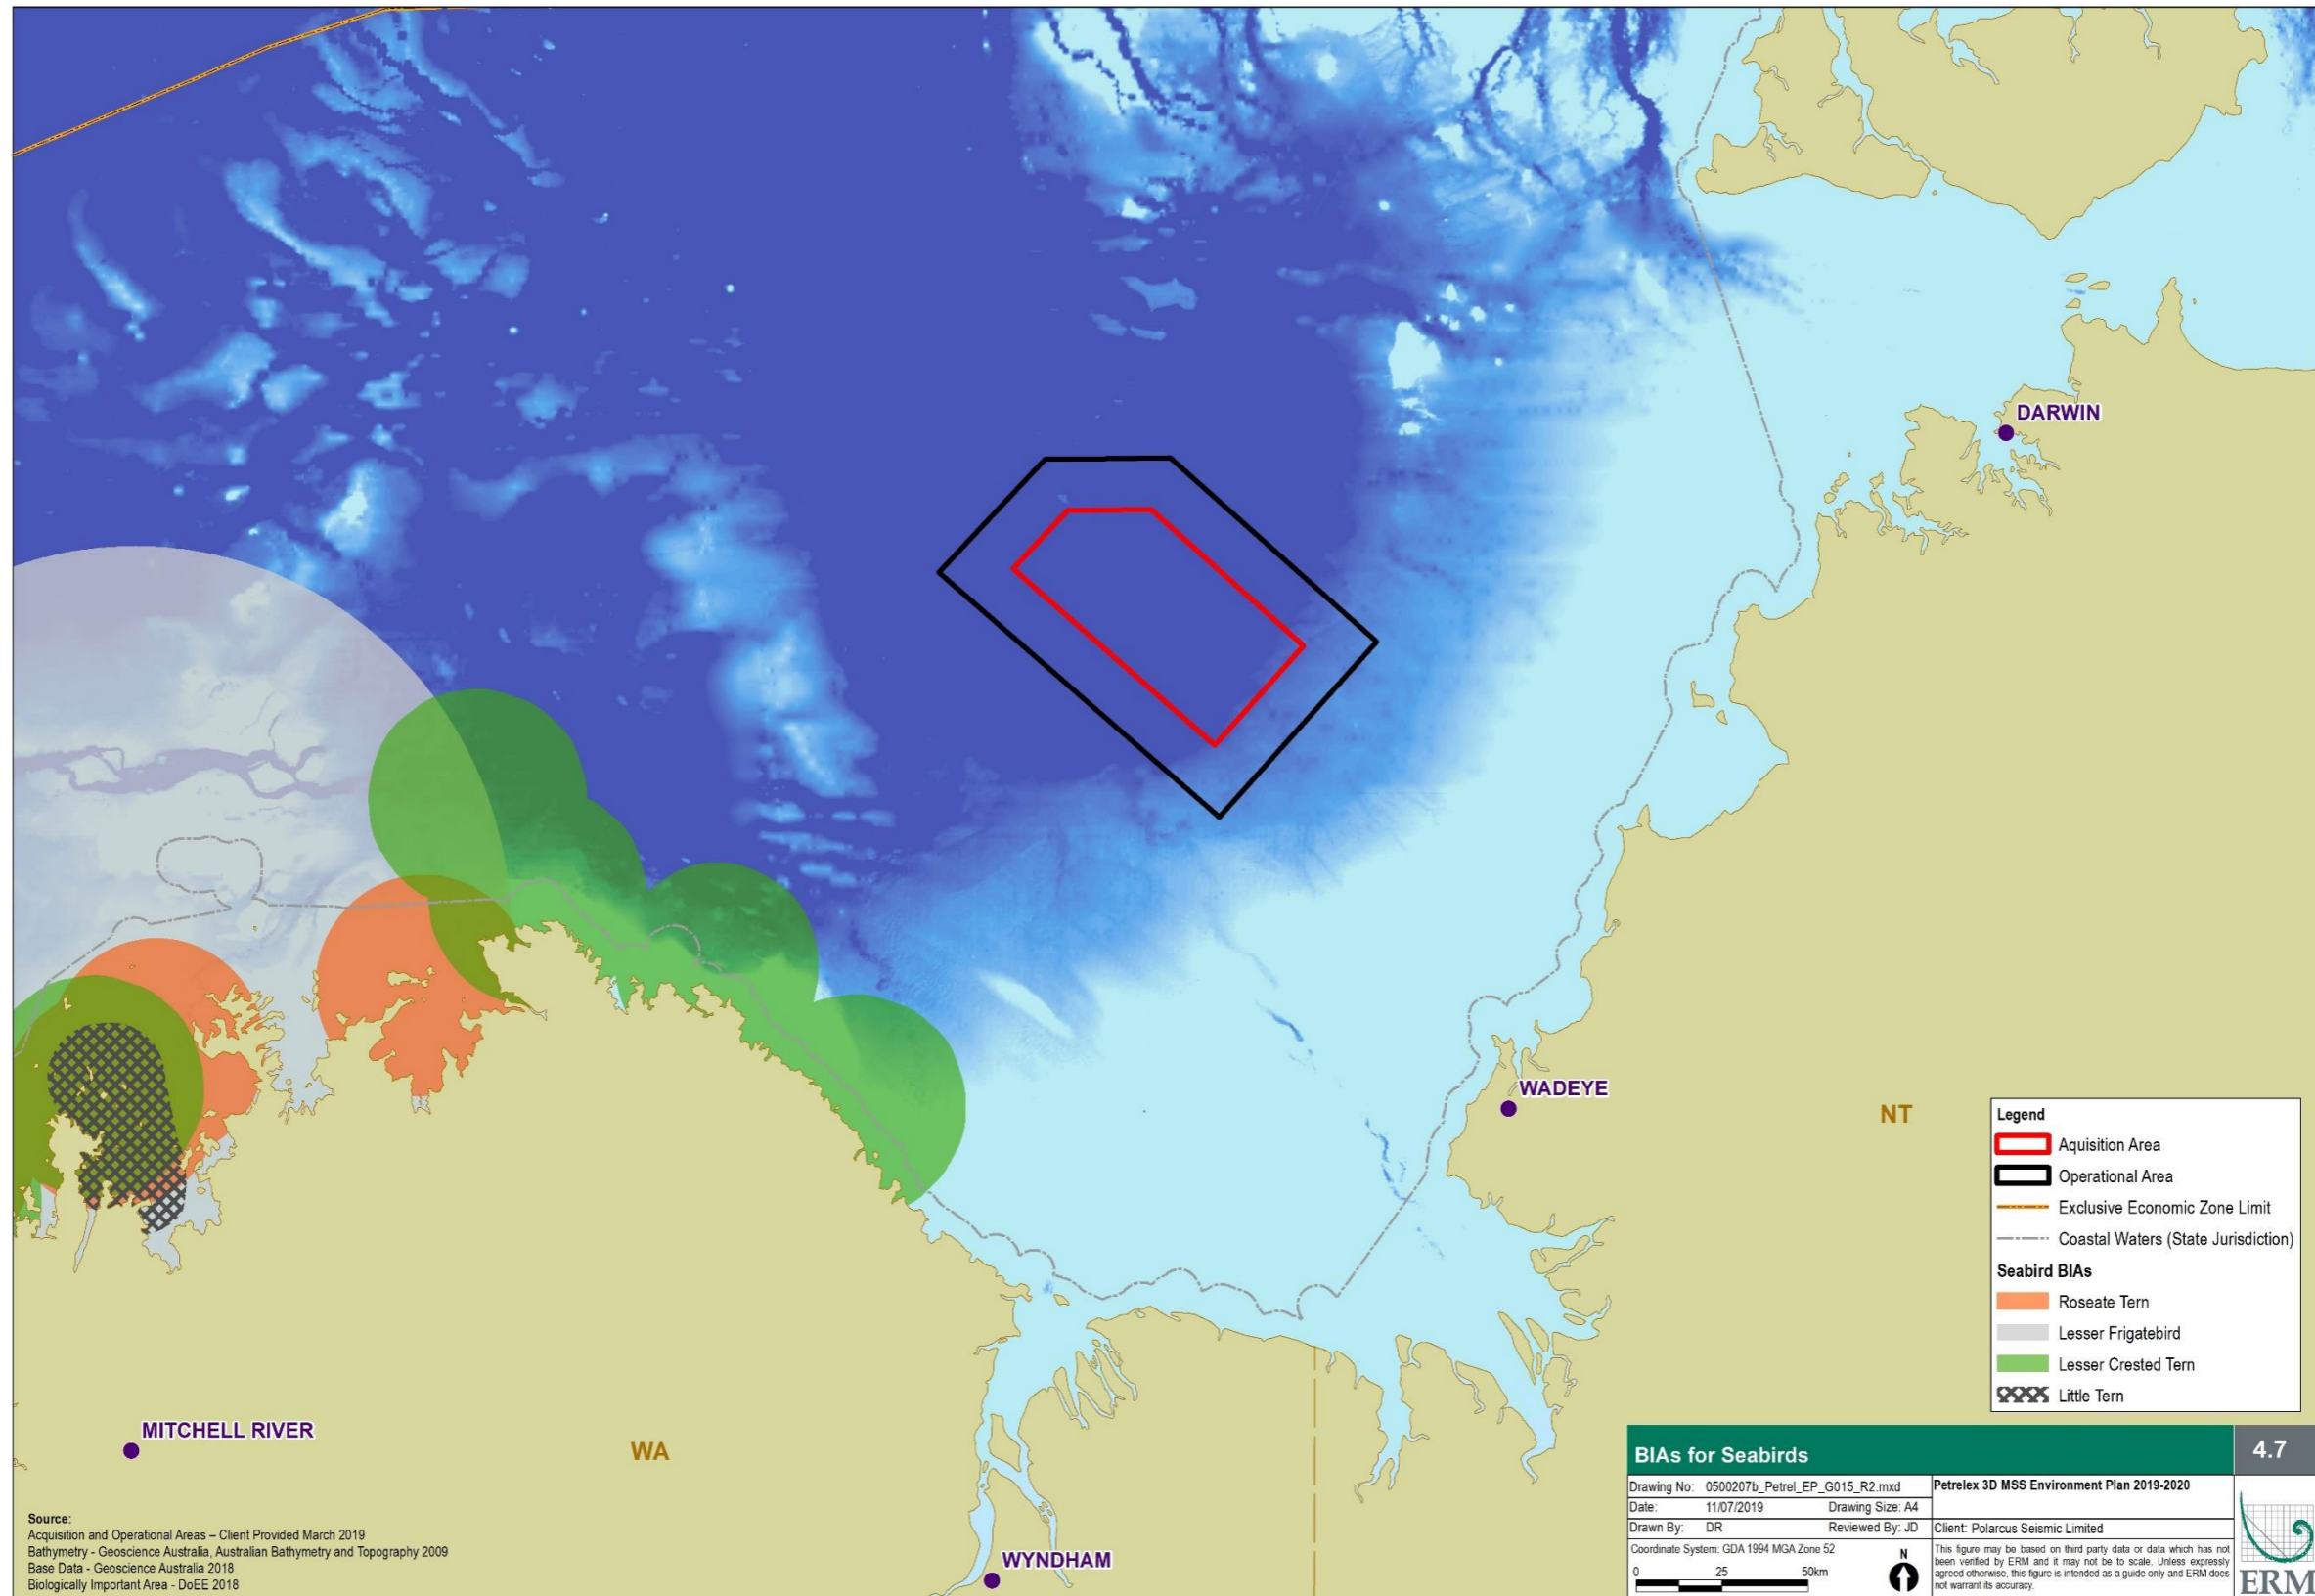 DARWIN
WADEYE
NT
MITCHELL RIVER
WA
WYNDHAM
Legend
Aquisition Area
Operational Area
Exclusive Economic Zone Limit
Coastal Waters (State Jurisdiction)
Seabird BIAs
Roseate Tern
Lesser Frigatebird
Lesser Crested Tern
Little Tern
Source:
Acquisition and Operational Areas – Client Provided March 2019
Bathymetry - Geoscience Australia, Australian Bathymetry and Topography 2009
Base Data - Geoscience Australia 2018
Biologically Important Area - DoEE 2018
BIAs for Seabirds
4.7
Drawing No: 0500207b_Petrel_EP_G015_R2.mxd
Petrelex 3D MSS Environment Plan 2019-2020
Date: 11/07/2019 Drawing Size: A4
Drawn By: DR Reviewed By: JD
Client: Polarcus Seismic Limited
Coordinate System: GDA 1994 MGA Zone 52
N
0 25 50km
This figure may be based on third party data or data which has not
been verified by ERM and it may not be to scale. Unless expressly
agreed otherwise, this figure is intended as a guide only and ERM does
not warrant its accuracy.
ERM